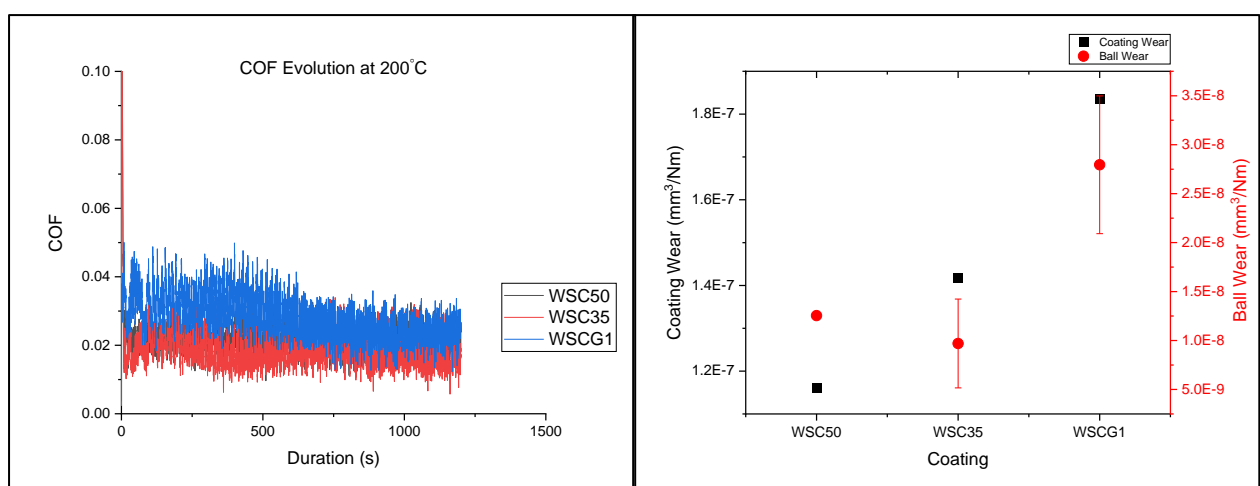 COF Evolution at 200°C
0.10
0.08
0.06
0.04
0.02
0.00
COF
0
500
1000
1500
Duration (s)
WSC50
WSC35
WSCG1
Coating Wear
Ball Wear
1.8E-7
1.6E-7
1.4E-7
1.2E-7
Coating Wear (mm³/Nm)
3.5E-8
3.0E-8
2.5E-8
2.0E-8
1.5E-8
1.0E-8
5.0E-9
Ball Wear (mm³/Nm)
WSC50
WSC35
WSCG1
Coating